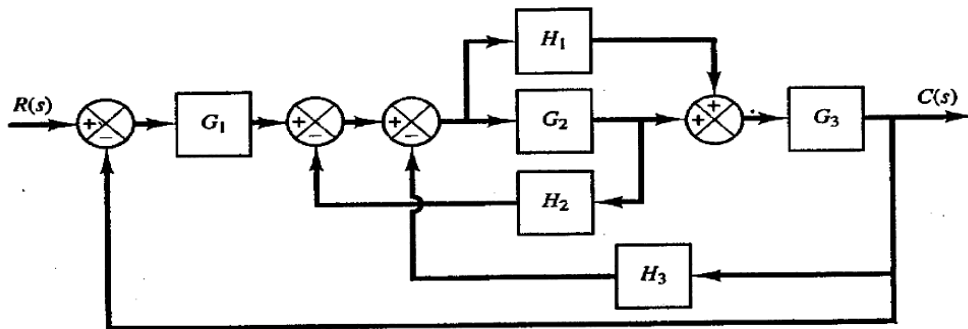 H₁
R(s)
C(s)
+
−
G₁
+
−
+
−
G₂
+
+
G₃
H₂
H₃